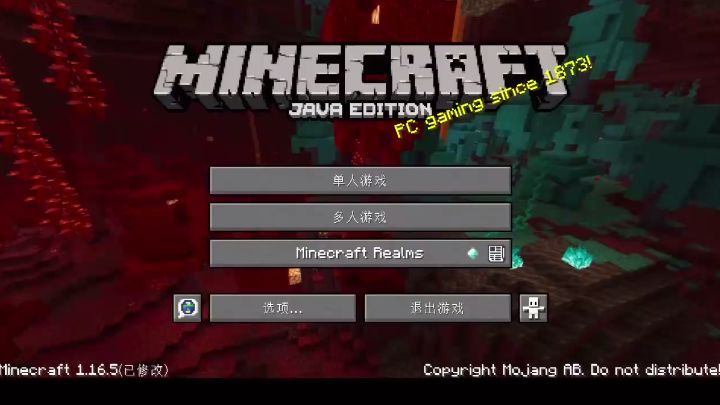 MINECRAFT
JAVA EDITION
PC gaming since 1873!
单人游戏
多人游戏
Minecraft Realms
选项...
退出游戏
Minecraft 1.16.5(已修改)
Copyright Mojang AB. Do not distribute!